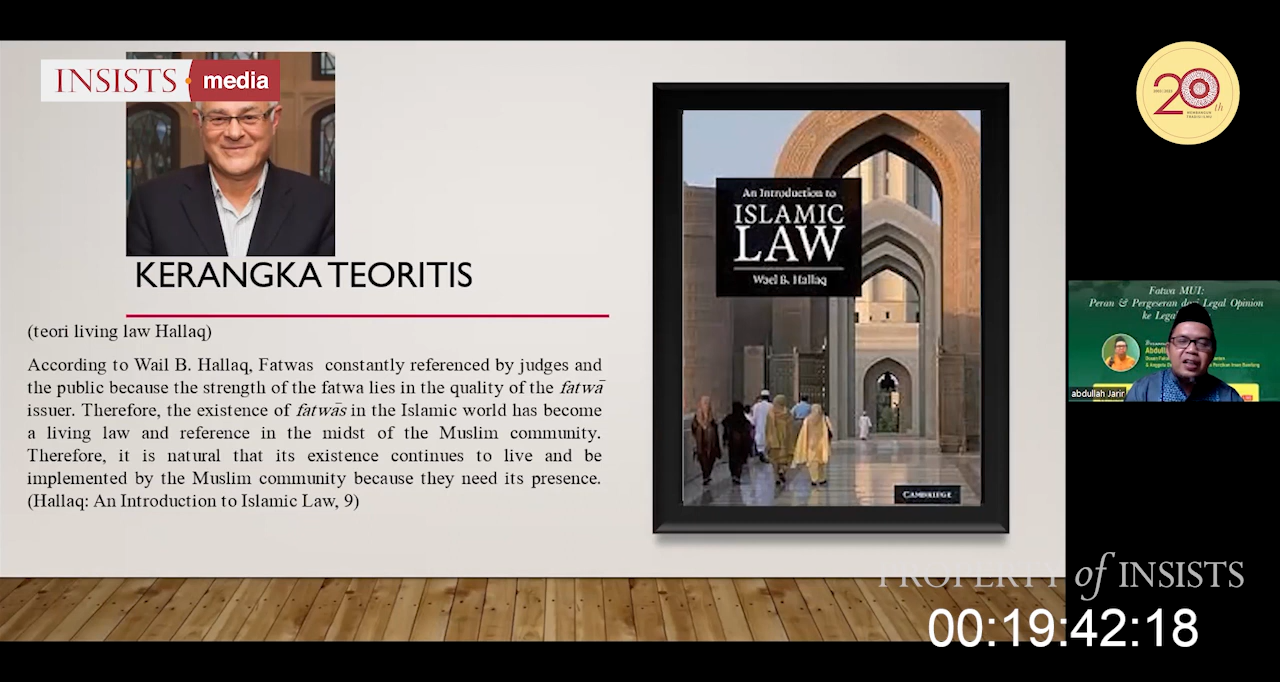 INSISTS media
20th
KERANGKA TEORITIS
(teori living law Hallaq)
According to Wail B. Hallaq, Fatwas constantly referenced by judges and
the public because the strength of the fatwa lies in the quality of the fatwā
issuer. Therefore, the existence of fatwās in the Islamic world has become
a living law and reference in the midst of the Muslim community.
Therefore, it is natural that its existence continues to live and be
implemented by the Muslim community because they need its presence.
(Hallaq: An Introduction to Islamic Law, 9)
An Introduction to
ISLAMIC
LAW
Wael B. Hallaq
CAMBRIDGE
Fatwa MUI:
Peran & Pergeseran dari Legal Opinion
ke
abdullah Jarir
PROPERTY of INSISTS
00:19:42:18